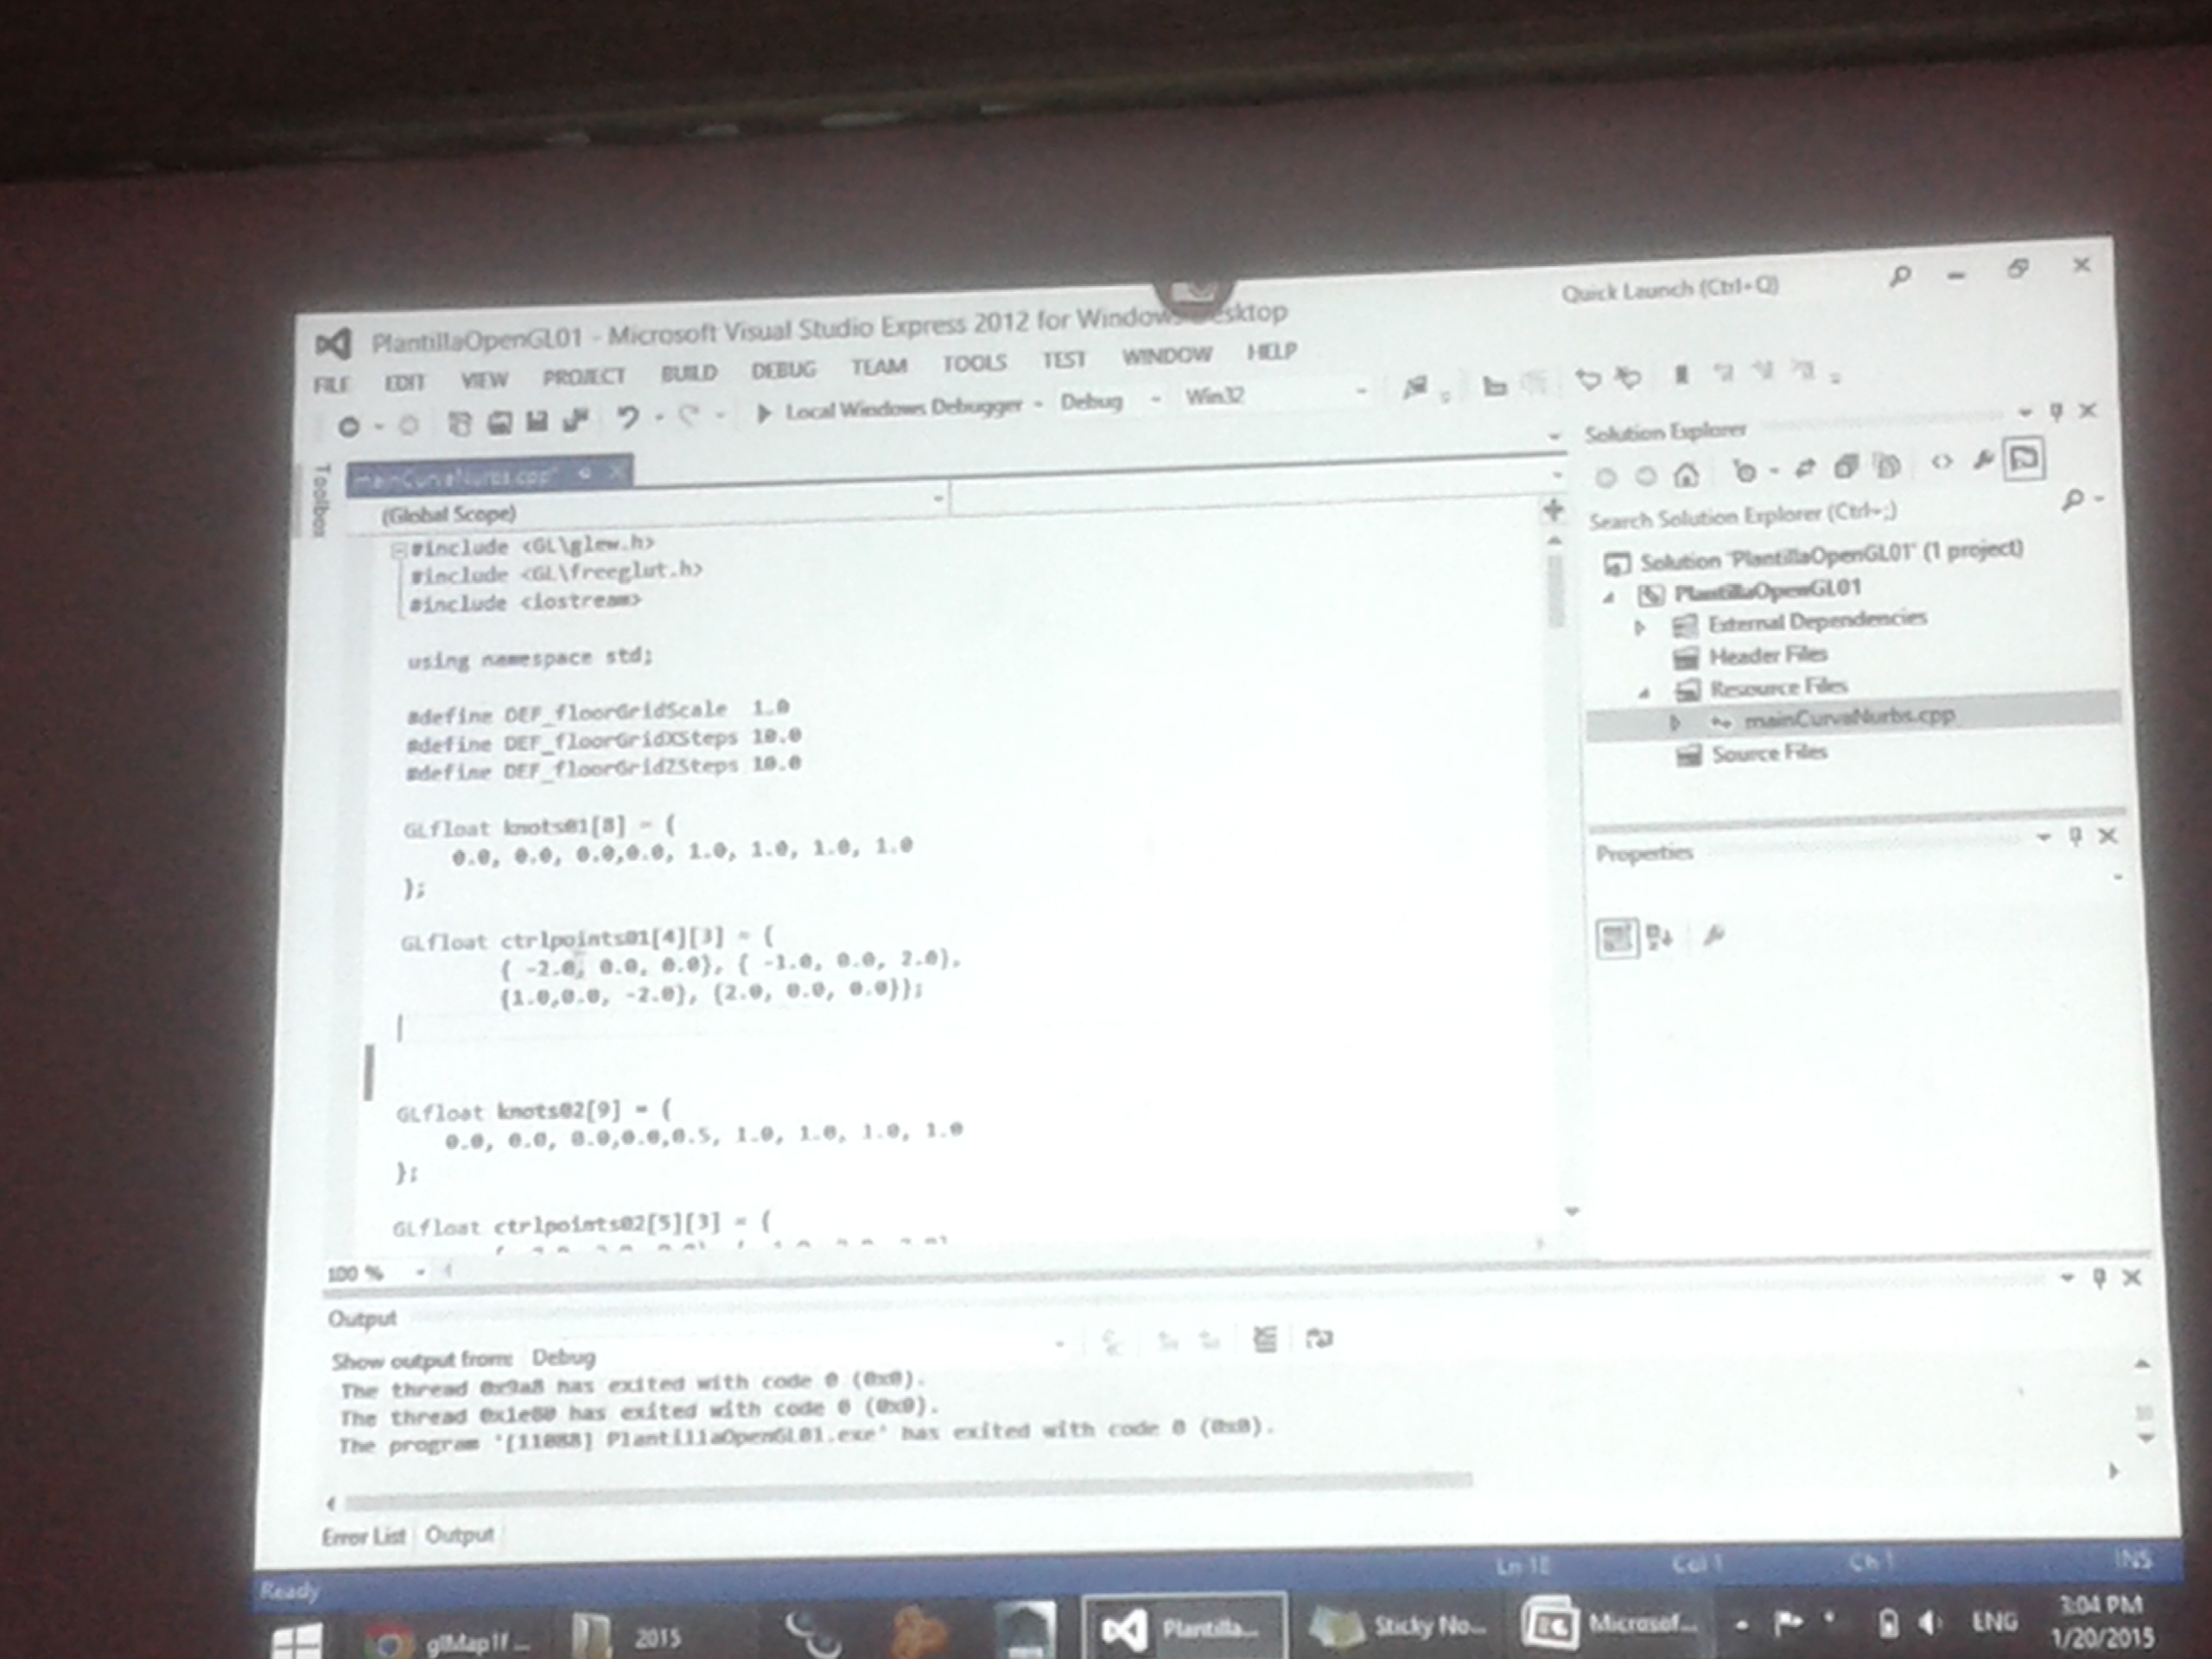 Quick Launch (Ctrl+Q)
PlantillaOpenGL01 - Microsoft Visual Studio Express 2012 for Windows Desktop
FILE EDIT VIEW PROJECT BUILD DEBUG TEAM TOOLS TEST WINDOW HELP
Local Windows Debugger Debug Win32
Toolbox
mainCurvaNurbs.cpp*
(Global Scope)
#include <GL\glew.h>
#include <GL\freeglut.h>
#include <iostream>
using namespace std;
#define DEF_floorGridScale 1.0
#define DEF_floorGridXSteps 10.0
#define DEF_floorGridZSteps 10.0
GLfloat knots01[8] = {
0.0, 0.0, 0.0,0.0, 1.0, 1.0, 1.0, 1.0
};
GLfloat ctrlpoints01[4][3] = {
{ -2.0, 0.0, 0.0}, { -1.0, 0.0, 2.0},
{1.0,0.0, -2.0}, {2.0, 0.0, 0.0}};
GLfloat knots02[9] = {
0.0, 0.0, 0.0,0.0,0.5, 1.0, 1.0, 1.0, 1.0
};
GLfloat ctrlpoints02[5][3] = {
100 %
Solution Explorer
Search Solution Explorer (Ctrl+;)
Solution 'PlantillaOpenGL01' (1 project)
PlantillaOpenGL01
External Dependencies
Header Files
Resource Files
mainCurvaNurbs.cpp
Source Files
Properties
Output
Show output from: Debug
The thread 0x9a8 has exited with code 0 (0x0).
The thread 0x1e80 has exited with code 0 (0x0).
The program '[11088] PlantillaOpenGL01.exe' has exited with code 0 (0x0).
Error List Output
Ready Ln 18 Col 1 Ch 1 INS
glMap1f ... 2015 Plantilla... Sticky No... Microsof... ENG
3:04 PM
1/20/2015